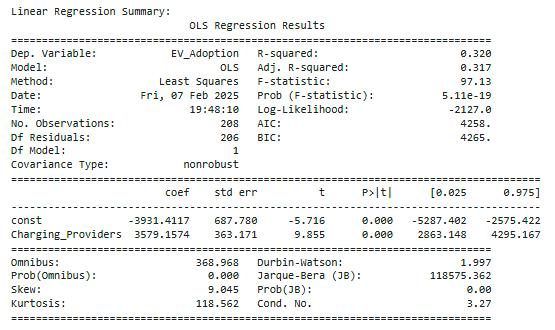 Linear Regression Summary:
OLS Regression Results
==============================================================================
Dep. Variable: EV_Adoption R-squared: 0.320
Model: OLS Adj. R-squared: 0.317
Method: Least Squares F-statistic: 97.13
Date: Fri, 07 Feb 2025 Prob (F-statistic): 5.11e-19
Time: 19:48:10 Log-Likelihood: -2127.0
No. Observations: 208 AIC: 4258.
Df Residuals: 206 BIC: 4265.
Df Model: 1
Covariance Type: nonrobust
======================================================================================
coef std err t P>|t| [0.025 0.975]
--------------------------------------------------------------------------------------
const -3931.4117 687.780 -5.716 0.000 -5287.402 -2575.422
Charging_Providers 3579.1574 363.171 9.855 0.000 2863.148 4295.167
==============================================================================
Omnibus: 368.968 Durbin-Watson: 1.997
Prob(Omnibus): 0.000 Jarque-Bera (JB): 118575.362
Skew: 9.045 Prob(JB): 0.00
Kurtosis: 118.562 Cond. No. 3.27
==============================================================================